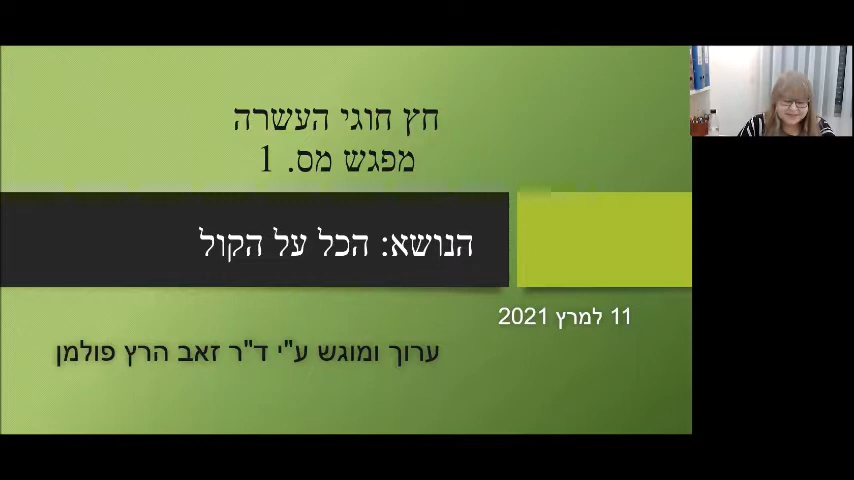 חץ חוגי העשרה
מפגש מס. 1
הנושא: הכל על הקול
11 למרץ 2021
ערוך ומוגש ע"י ד"ר זאב הרץ פולמן